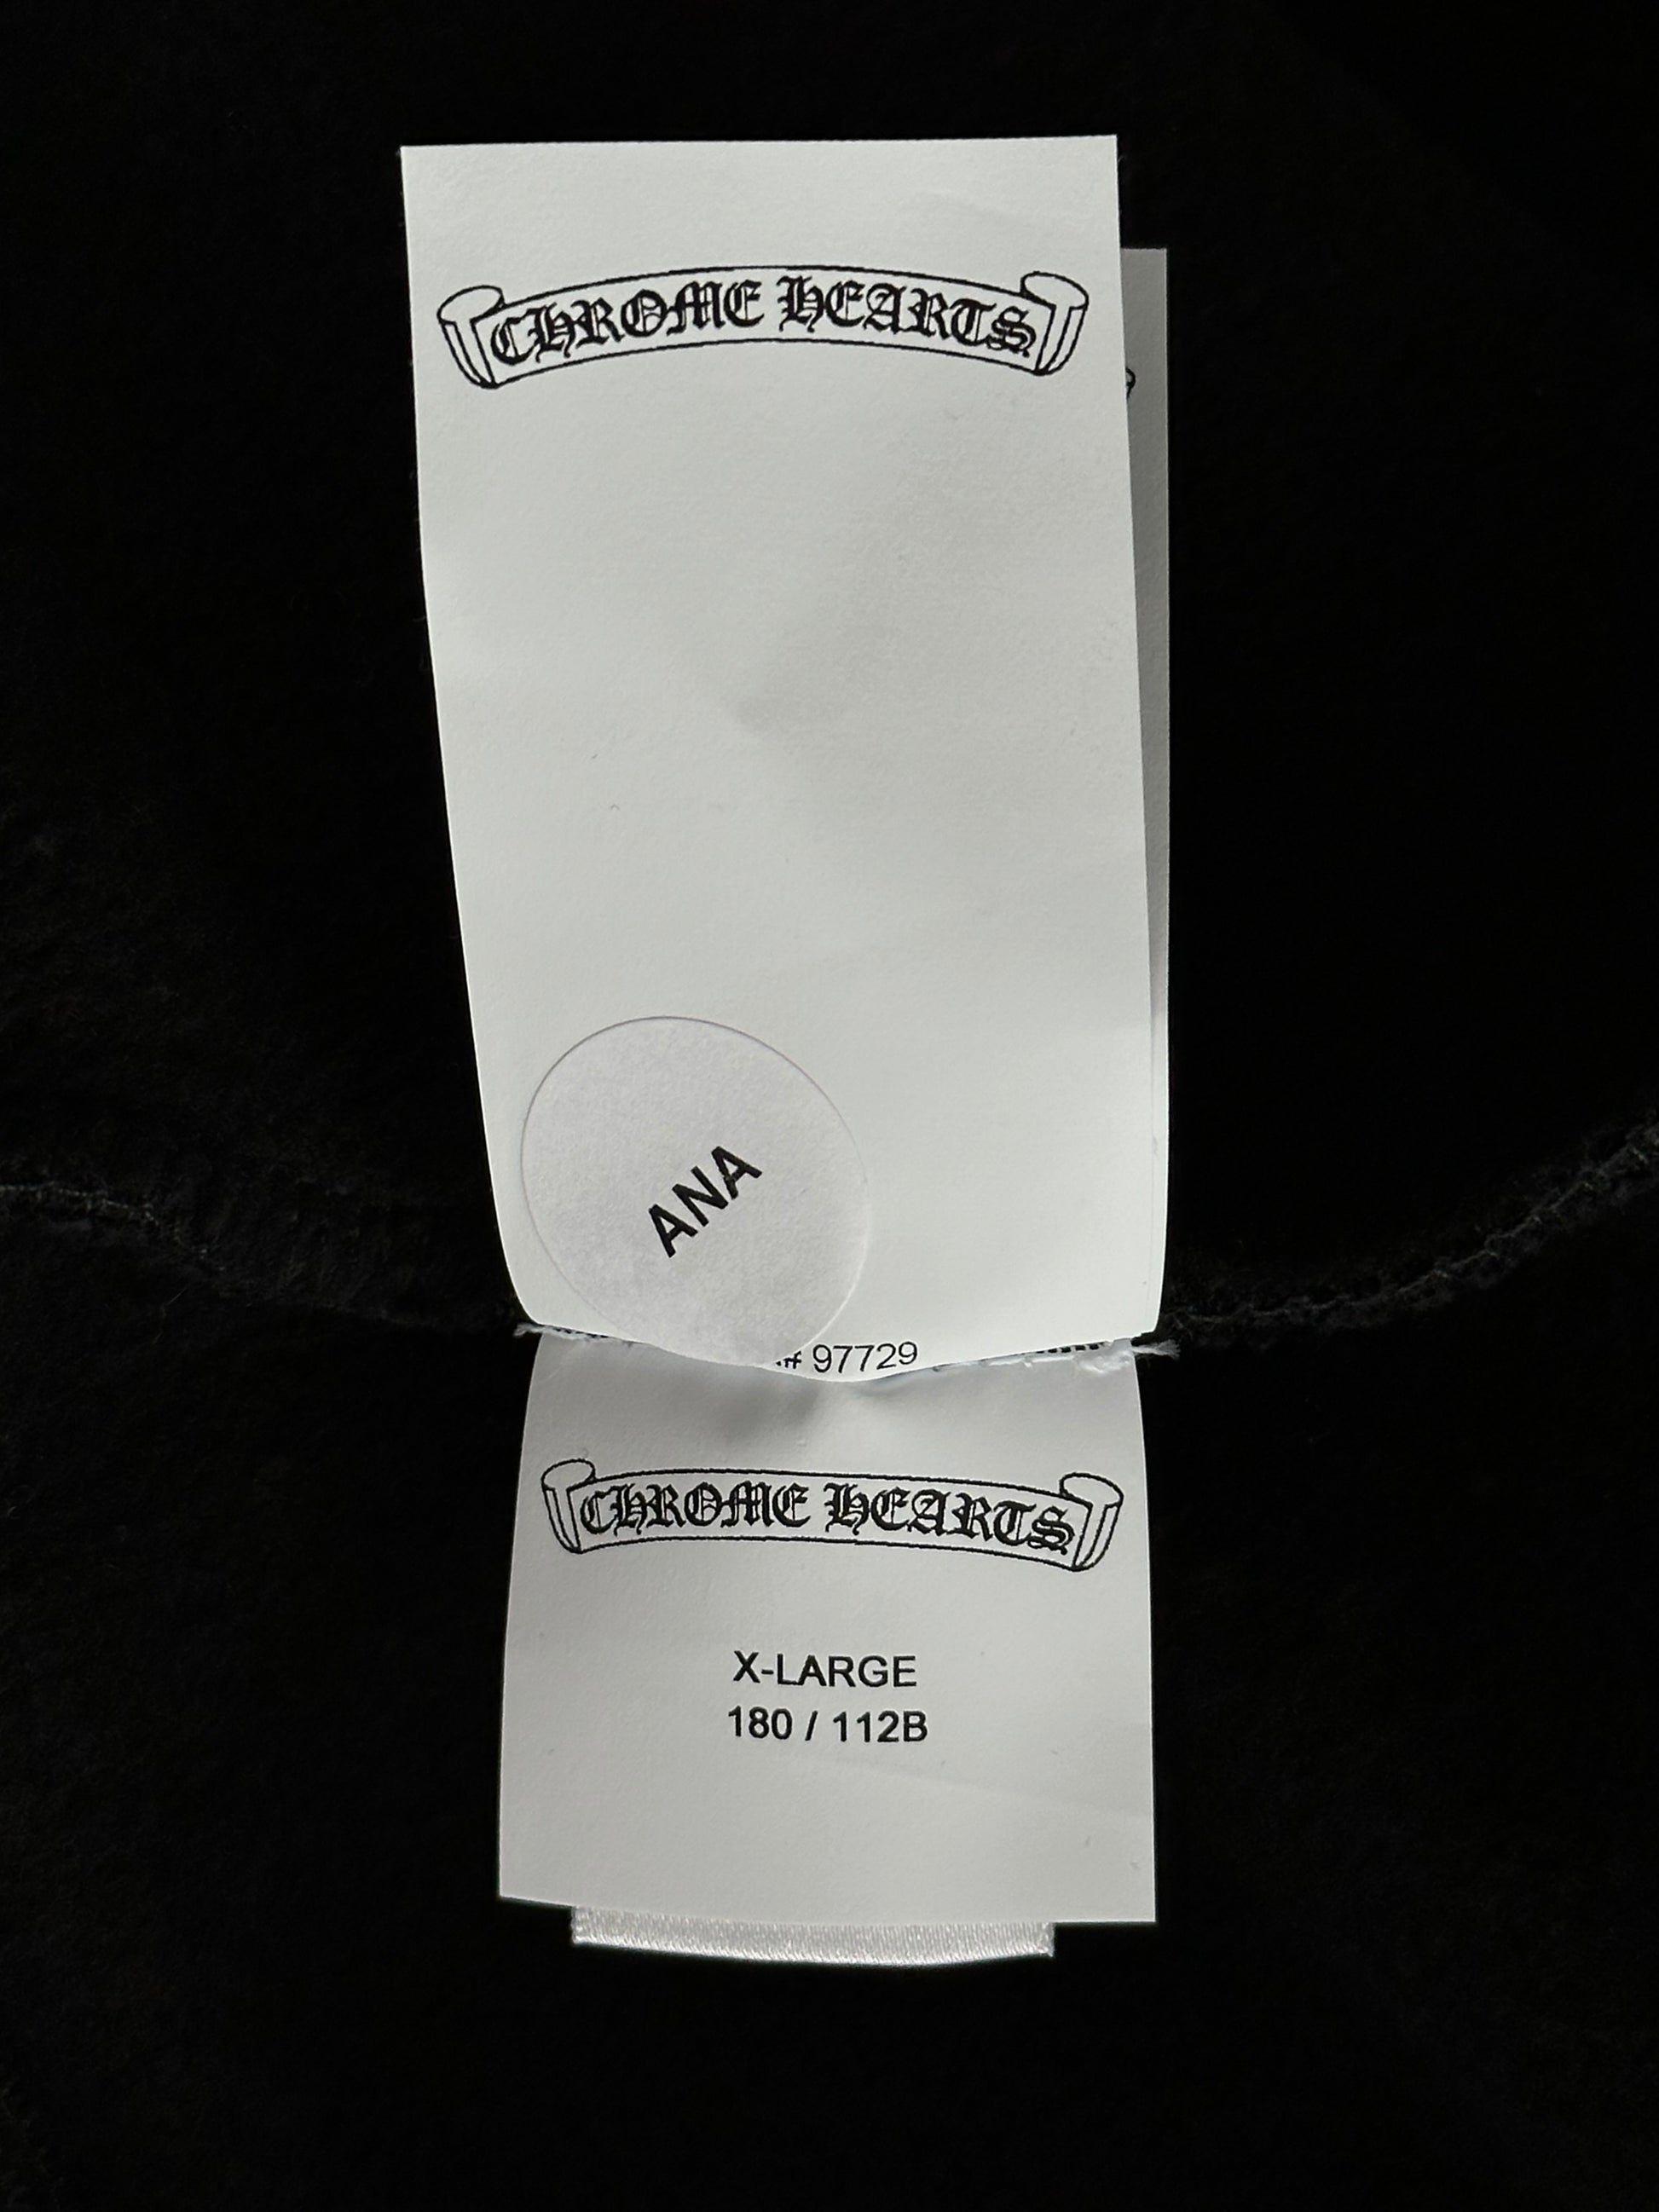 CHROME HEARTS
ANA
# 97729
CHROME HEARTS
X-LARGE
180 / 112B